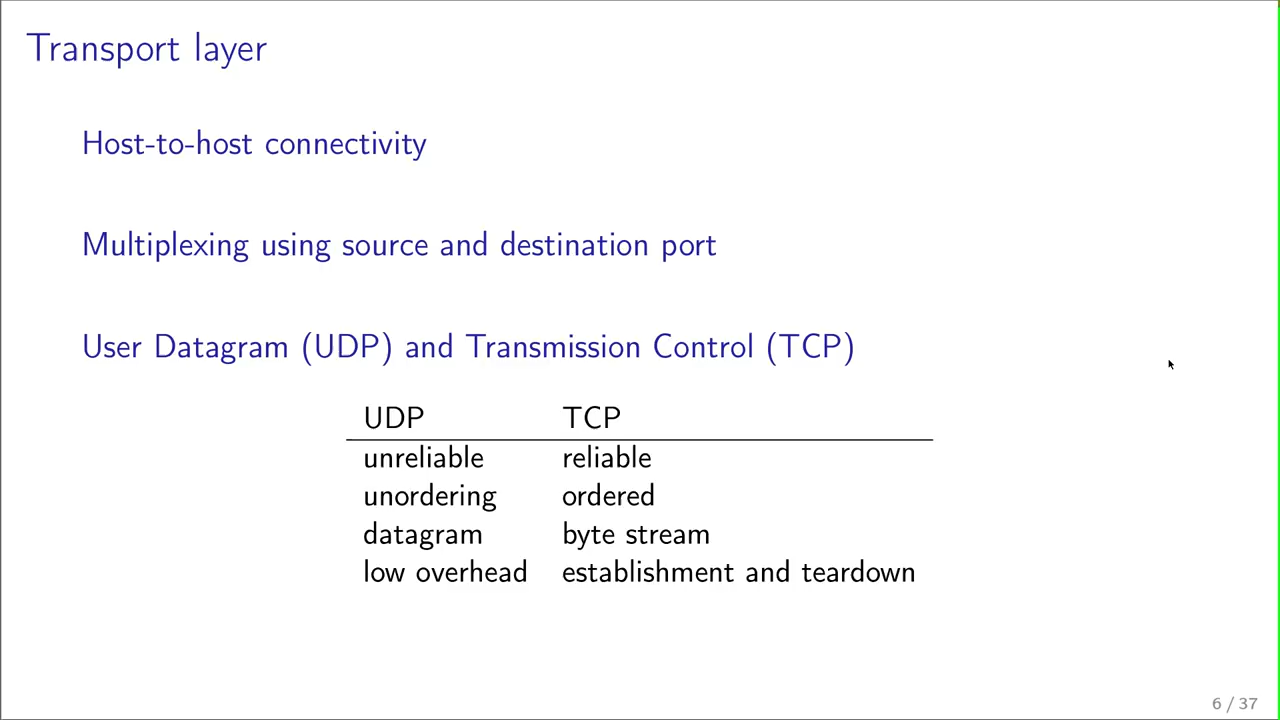 Transport layer
Host-to-host connectivity
Multiplexing using source and destination port
User Datagram (UDP) and Transmission Control (TCP)
UDP TCP
unreliable reliable
unordering ordered
datagram byte stream
low overhead establishment and teardown
6 / 37